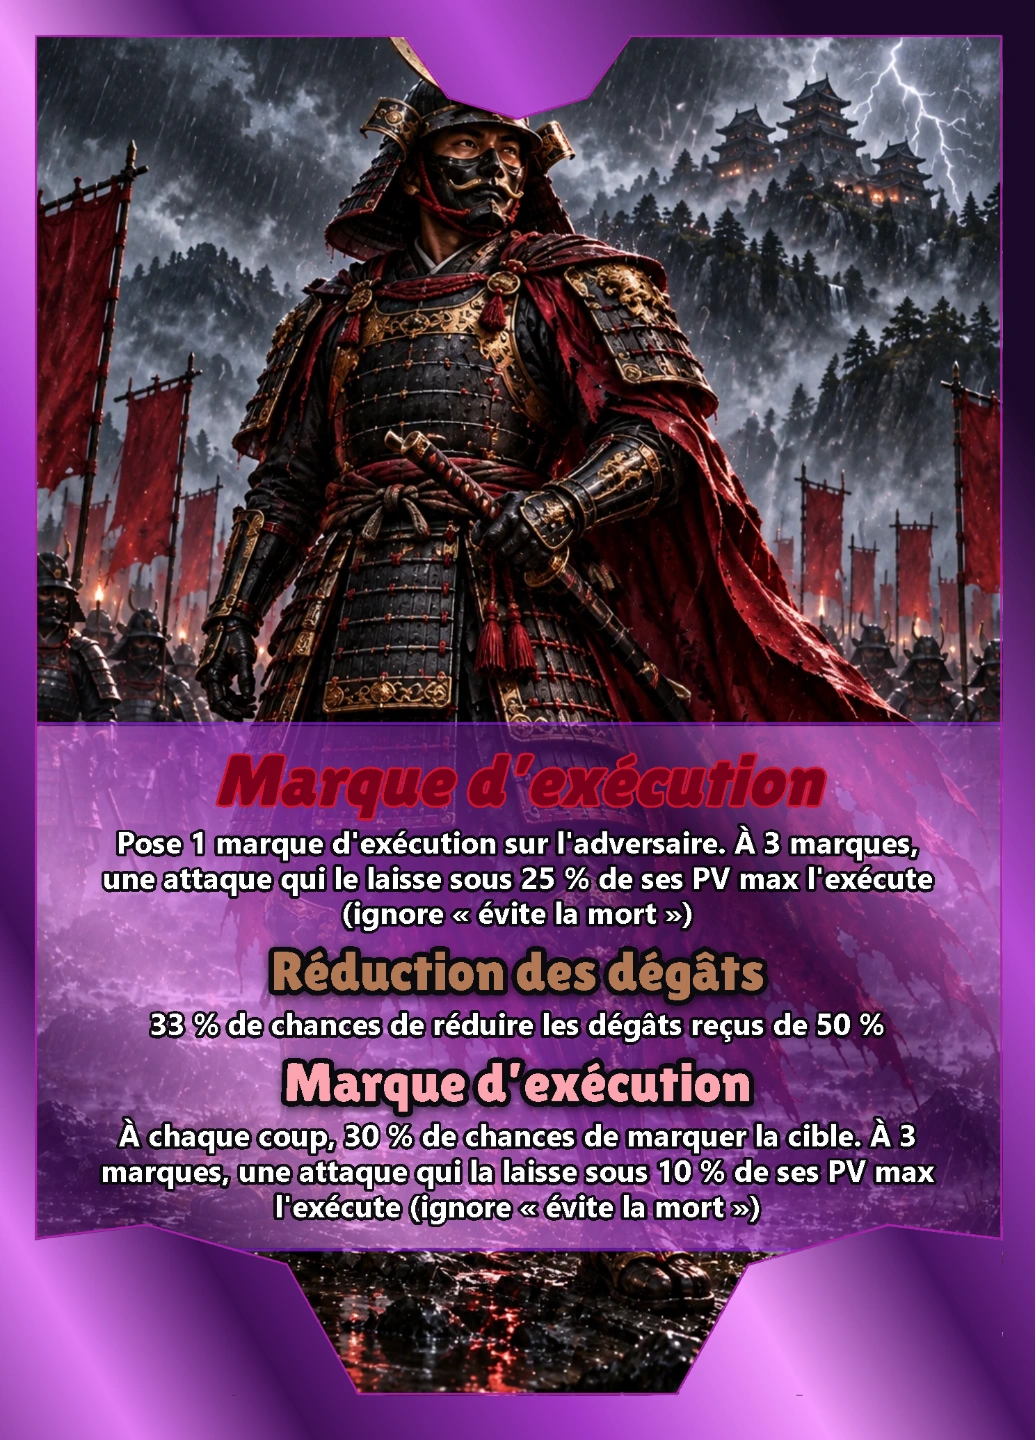 Marque d'exécution
Pose 1 marque d'exécution sur l'adversaire. À 3 marques,
une attaque qui le laisse sous 25 % de ses PV max l'exécute
(ignore « évite la mort »)
Réduction des dégâts
33 % de chances de réduire les dégâts reçus de 50 %
Marque d'exécution
À chaque coup, 30 % de chances de marquer la cible. À 3
marques, une attaque qui la laisse sous 10 % de ses PV max
l'exécute (ignore « évite la mort »)